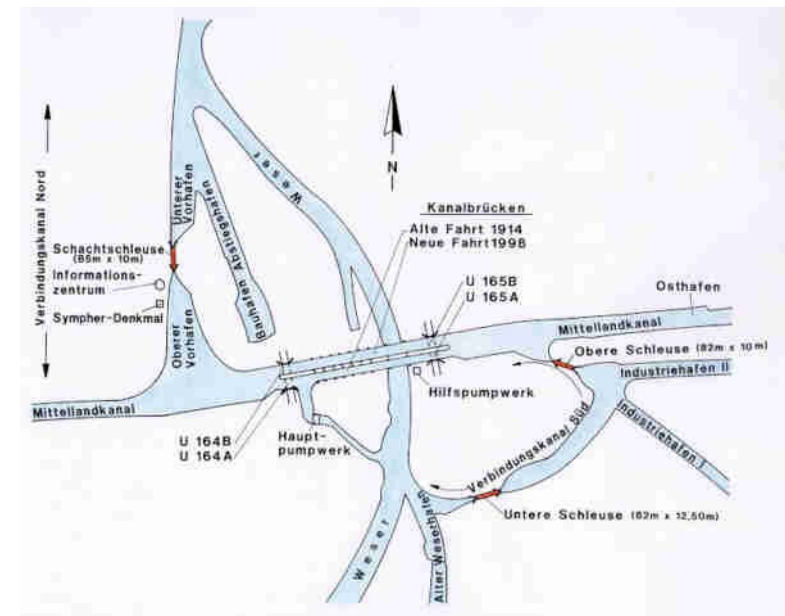 Verbindungskanal Nord
Schachtschleuse
(85m x 10m)
Informations-
zentrum
Sympher-Denkmal
Unterer
Vorhafen
Oberer
Vorhafen
Bauhafen Abstiegshafen
Weser
N
Kanalbrücken
Alte Fahrt 1914
Neue Fahrt 1998
U 165B
U 165A
Osthafen
Mittellandkanal
Obere Schleuse (82m x 10m)
Industriehafen II
Industriehafen I
Hilfspumpwerk
Mittellandkanal
U 164B
U 164A
Haupt-
pumpwerk
Verbindungskanal Süd
Untere Schleuse (82m x 12,50m)
Weser
Alter Weserhafen